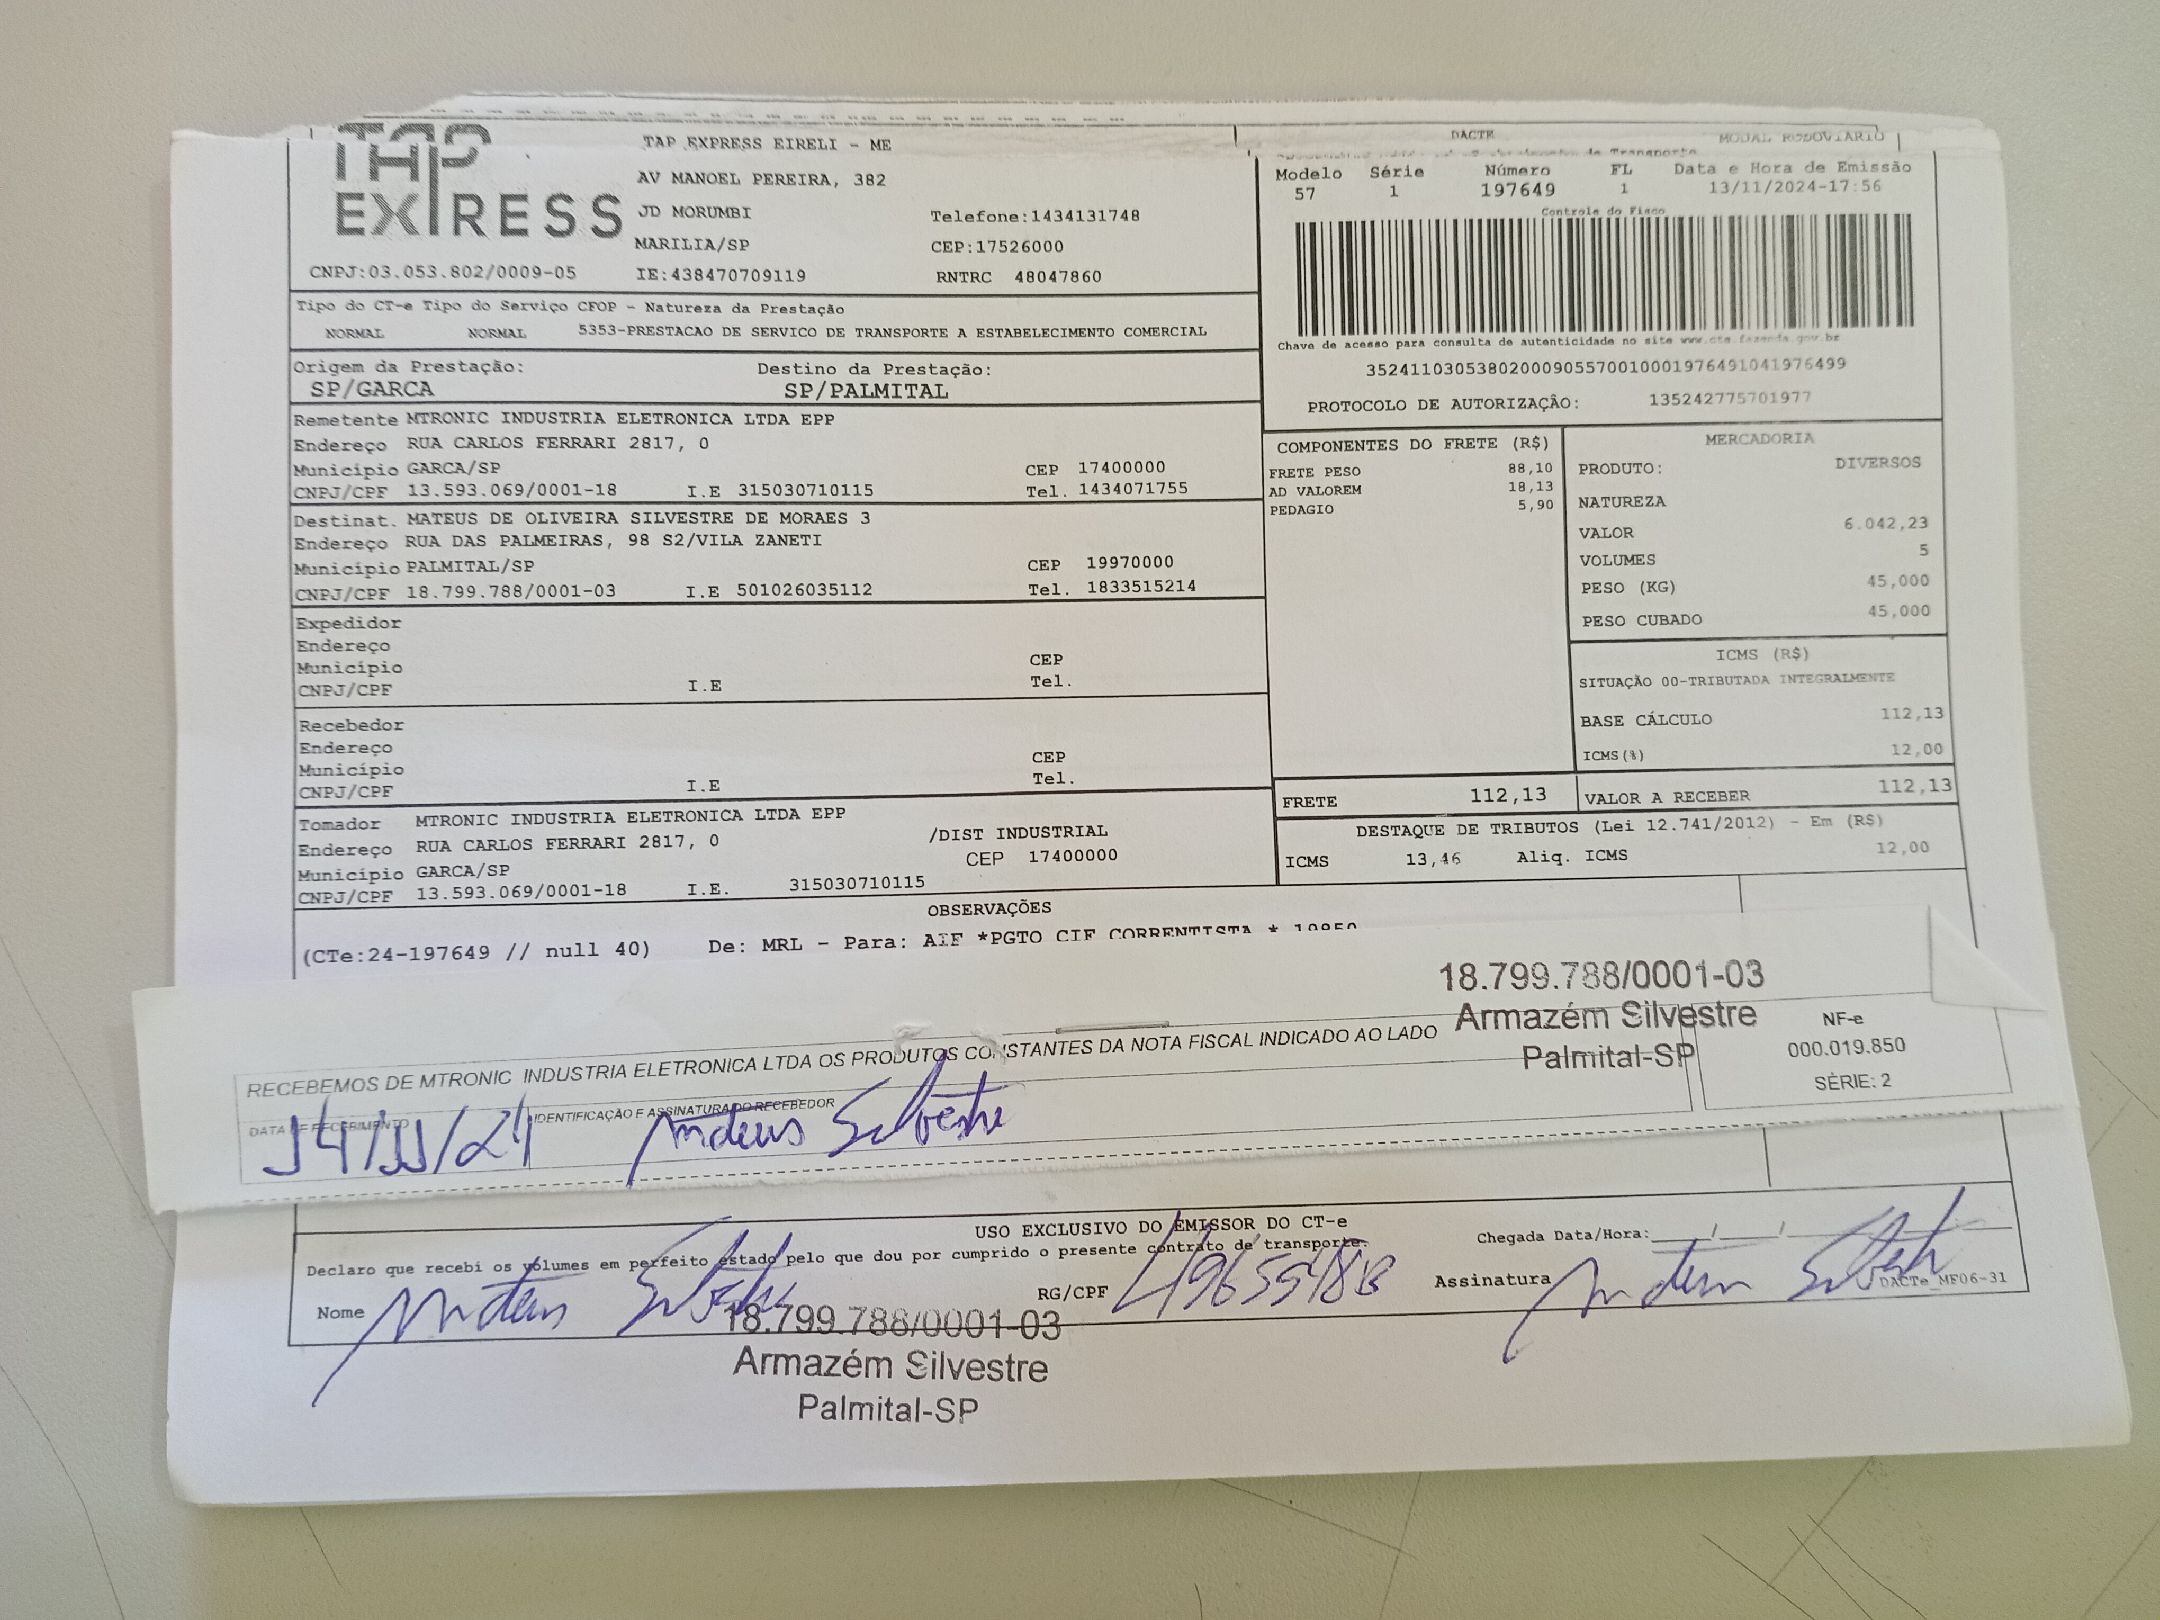 TAP
EXPRESS
TAP EXPRESS EIRELI - ME
AV MANOEL PEREIRA, 382
JD MORUMBI Telefone:1434131748
MARILIA/SP CEP:17526000
CNPJ:03.053.802/0009-05 IE:438470709119 RNTRC 48047860
DACTE MODAL RODOVIARIO
de Transporte
Modelo Série Número FL Data e Hora de Emissão
57 1 197649 1 13/11/2024-17:56
Controle do Fisco
Chave de acesso para consulta de autenticidade no site www.cte.fazenda.gov.br
35241103053802000905570010001976491041976499
PROTOCOLO DE AUTORIZAÇÃO: 135242775701977
Tipo do CT-e Tipo do Serviço CFOP - Natureza da Prestação
NORMAL NORMAL 5353-PRESTACAO DE SERVICO DE TRANSPORTE A ESTABELECIMENTO COMERCIAL
Origem da Prestação: Destino da Prestação:
SP/GARCA SP/PALMITAL
Remetente MTRONIC INDUSTRIA ELETRONICA LTDA EPP
Endereço RUA CARLOS FERRARI 2817, 0
Município GARCA/SP CEP 17400000
CNPJ/CPF 13.593.069/0001-18 I.E 315030710115 Tel. 1434071755
Destinat. MATEUS DE OLIVEIRA SILVESTRE DE MORAES 3
Endereço RUA DAS PALMEIRAS, 98 S2/VILA ZANETI
Município PALMITAL/SP CEP 19970000
CNPJ/CPF 18.799.788/0001-03 I.E 501026035112 Tel. 1833515214
Expedidor
Endereço
Município CEP
CNPJ/CPF I.E Tel.
Recebedor
Endereço
Município CEP
CNPJ/CPF I.E Tel.
Tomador MTRONIC INDUSTRIA ELETRONICA LTDA EPP
Endereço RUA CARLOS FERRARI 2817, 0 /DIST INDUSTRIAL
Município GARCA/SP CEP 17400000
CNPJ/CPF 13.593.069/0001-18 I.E. 315030710115
COMPONENTES DO FRETE (R$)
FRETE PESO 88,10
AD VALOREM 18,13
PEDAGIO 5,90
MERCADORIA
PRODUTO: DIVERSOS
NATUREZA
VALOR 6.042,23
VOLUMES 5
PESO (KG) 45,000
PESO CUBADO 45,000
ICMS (R$)
SITUAÇÃO 00-TRIBUTADA INTEGRALMENTE
BASE CÁLCULO 112,13
ICMS(%) 12,00
FRETE 112,13 VALOR A RECEBER 112,13
DESTAQUE DE TRIBUTOS (Lei 12.741/2012) - Em (R$)
ICMS 13,46 Aliq. ICMS 12,00
OBSERVAÇÕES
(CTe:24-197649 // null 40) De: MRL - Para: AIF *PGTO CIF CORRENTISTA * 19850
18.799.788/0001-03
Armazém Silvestre
Palmital-SP
RECEBEMOS DE MTRONIC INDUSTRIA ELETRONICA LTDA OS PRODUTOS CONSTANTES DA NOTA FISCAL INDICADO AO LADO
NF-e
000.019.850
SÉRIE: 2
DATA DE RECEBIMENTO IDENTIFICAÇÃO E ASSINATURA DO RECEBEDOR
14/11/24 Mateus Silvestre
USO EXCLUSIVO DO EMISSOR DO CT-e
Declaro que recebi os volumes em perfeito estado pelo que dou por cumprido o presente contrato de transporte.
Chegada Data/Hora:____/____/____
Nome Mateus Silvestre RG/CPF Assinatura Mateus Silvestre
DACTe_MF06-31
18.799.788/0001-03
Armazém Silvestre
Palmital-SP